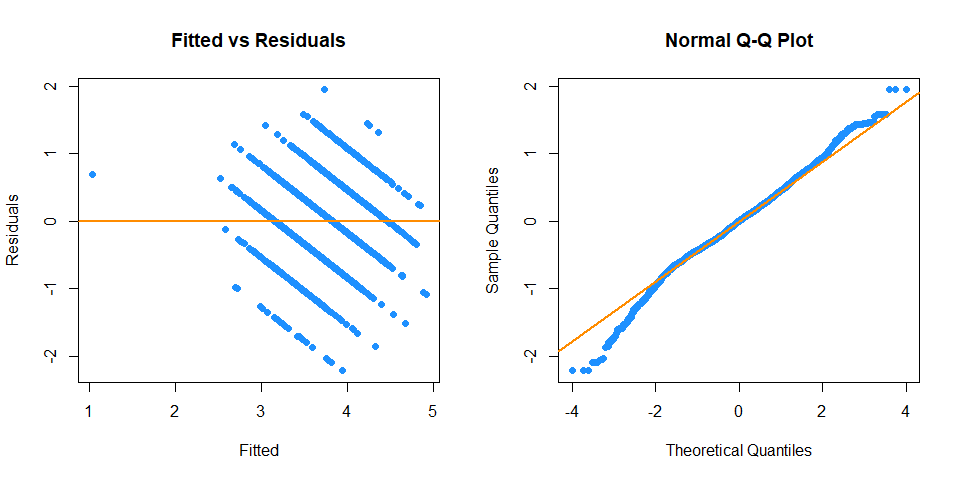 Fitted vs Residuals
Residuals
2
1
0
-1
-2
1 2 3 4 5
Fitted
Normal Q-Q Plot
Sample Quantiles
2
1
0
-1
-2
-4 -2 0 2 4
Theoretical Quantiles